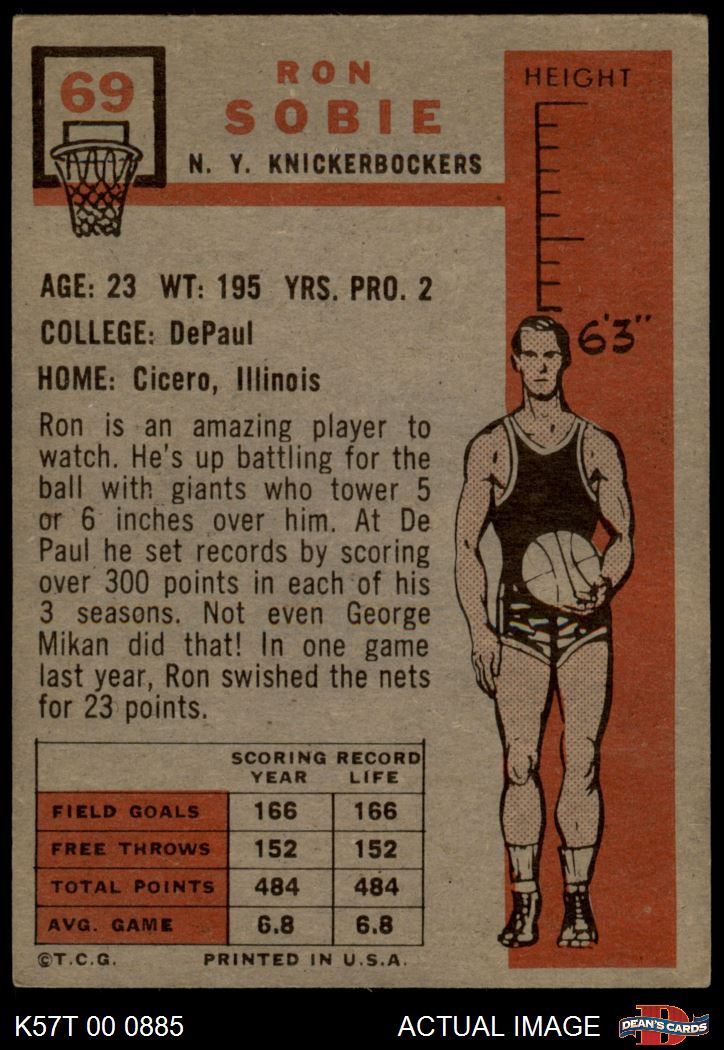 69
RON
SOBIE
N. Y. KNICKERBOCKERS
HEIGHT
6'3"
AGE: 23 WT: 195 YRS. PRO. 2
COLLEGE: DePaul
HOME: Cicero, Illinois
Ron is an amazing player to
watch. He's up battling for the
ball with giants who tower 5
or 6 inches over him. At De
Paul he set records by scoring
over 300 points in each of his
3 seasons. Not even George
Mikan did that! In one game
last year, Ron swished the nets
for 23 points.
SCORING RECORD
YEAR LIFE
FIELD GOALS 166 166
FREE THROWS 152 152
TOTAL POINTS 484 484
AVG. GAME 6.8 6.8
©T.C.G. PRINTED IN U.S.A.
K57T 00 0885 ACTUAL IMAGE
D
DEAN'S CARDS